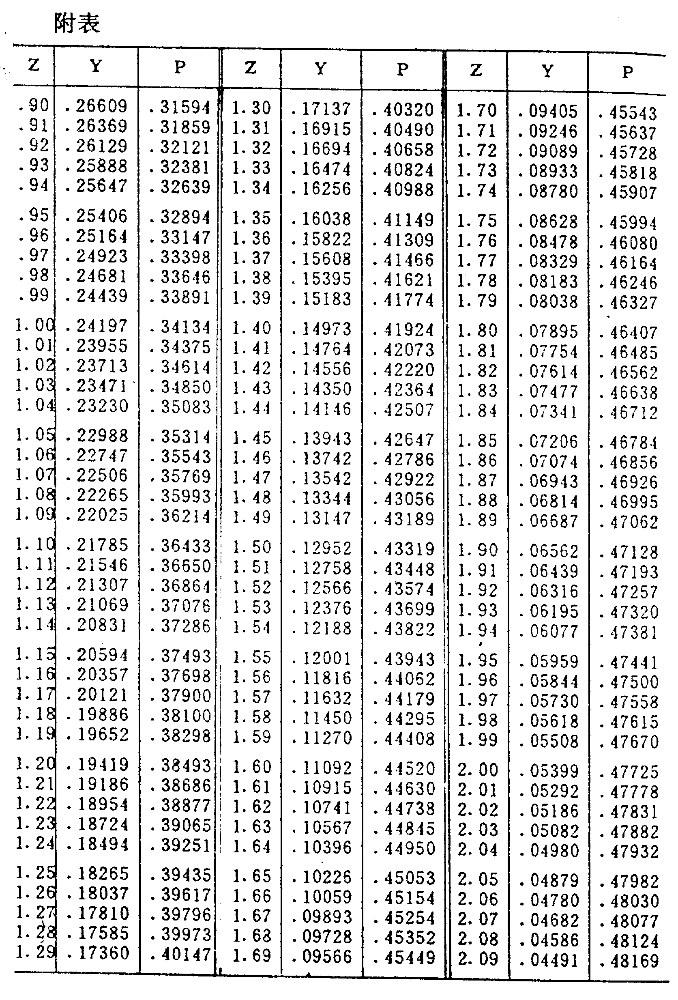 附表
Z Y P Z Y P Z Y P
.90 .26609 .31594 1.30 .17137 .40320 1.70 .09405 .45543
.91 .26369 .31859 1.31 .16915 .40490 1.71 .09246 .45637
.92 .26129 .32121 1.32 .16694 .40658 1.72 .09089 .45728
.93 .25888 .32381 1.33 .16474 .40824 1.73 .08933 .45818
.94 .25647 .32639 1.34 .16256 .40988 1.74 .08780 .45907
.95 .25406 .32894 1.35 .16038 .41149 1.75 .08628 .45994
.96 .25164 .33147 1.36 .15822 .41309 1.76 .08478 .46080
.97 .24923 .33398 1.37 .15608 .41466 1.77 .08329 .46164
.98 .24681 .33646 1.38 .15395 .41621 1.78 .08183 .46246
.99 .24439 .33891 1.39 .15183 .41774 1.79 .08038 .46327
1.00 .24197 .34134 1.40 .14973 .41924 1.80 .07895 .46407
1.01 .23955 .34375 1.41 .14764 .42073 1.81 .07754 .46485
1.02 .23713 .34614 1.42 .14556 .42220 1.82 .07614 .46562
1.03 .23471 .34850 1.43 .14350 .42364 1.83 .07477 .46638
1.04 .23230 .35083 1.44 .14146 .42507 1.84 .07341 .46712
1.05 .22988 .35314 1.45 .13943 .42647 1.85 .07206 .46784
1.06 .22747 .35543 1.46 .13742 .42786 1.86 .07074 .46856
1.07 .22506 .35769 1.47 .13542 .42922 1.87 .06943 .46926
1.08 .22265 .35993 1.48 .13344 .43056 1.88 .06814 .46995
1.09 .22025 .36214 1.49 .13147 .43189 1.89 .06687 .47062
1.10 .21785 .36433 1.50 .12952 .43319 1.90 .06562 .47128
1.11 .21546 .36650 1.51 .12758 .43448 1.91 .06439 .47193
1.12 .21307 .36864 1.52 .12566 .43574 1.92 .06316 .47257
1.13 .21069 .37076 1.53 .12376 .43699 1.93 .06195 .47320
1.14 .20831 .37286 1.54 .12188 .43822 1.94 .06077 .47381
1.15 .20594 .37493 1.55 .12001 .43943 1.95 .05959 .47441
1.16 .20357 .37698 1.56 .11816 .44062 1.96 .05844 .47500
1.17 .20121 .37900 1.57 .11632 .44179 1.97 .05730 .47558
1.18 .19886 .38100 1.58 .11450 .44295 1.98 .05618 .47615
1.19 .19652 .38298 1.59 .11270 .44408 1.99 .05508 .47670
1.20 .19419 .38493 1.60 .11092 .44520 2.00 .05399 .47725
1.21 .19186 .38686 1.61 .10915 .44630 2.01 .05292 .47778
1.22 .18954 .38877 1.62 .10741 .44738 2.02 .05186 .47831
1.23 .18724 .39065 1.63 .10567 .44845 2.03 .05082 .47882
1.24 .18494 .39251 1.64 .10396 .44950 2.04 .04980 .47932
1.25 .18265 .39435 1.65 .10226 .45053 2.05 .04879 .47982
1.26 .18037 .39617 1.66 .10059 .45154 2.06 .04780 .48030
1.27 .17810 .39796 1.67 .09893 .45254 2.07 .04682 .48077
1.28 .17585 .39973 1.68 .09728 .45352 2.08 .04586 .48124
1.29 .17360 .40147 1.69 .09566 .45449 2.09 .04491 .48169